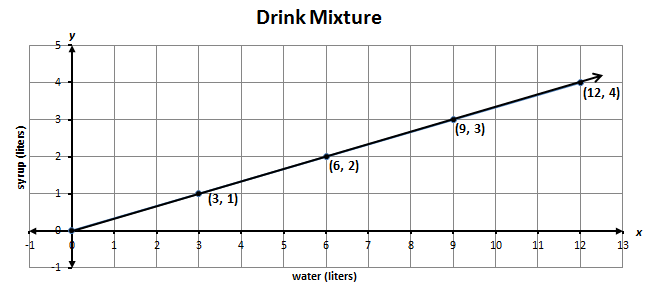 Drink Mixture
y
5
4
(12, 4)
3
(9, 3)
2
(6, 2)
1
(3, 1)
0
x
-1 0 1 2 3 4 5 6 7 8 9 10 11 12 13
-1
syrup (liters)
water (liters)